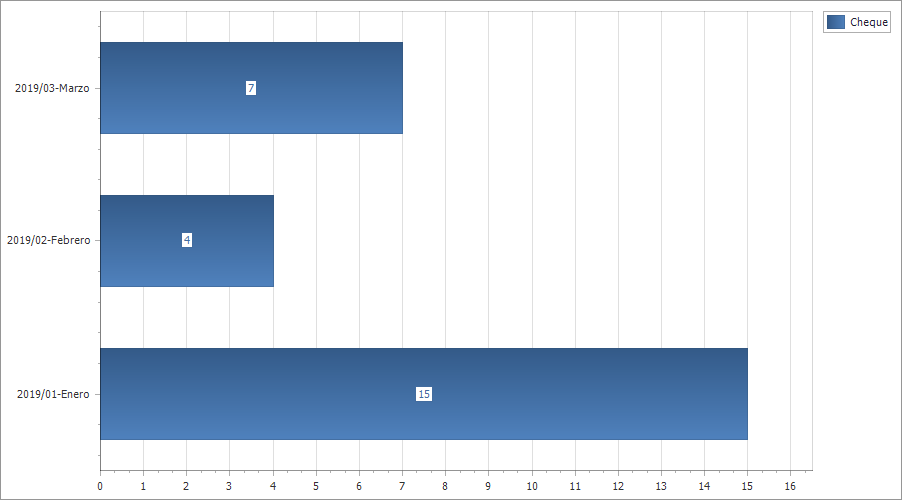 Cheque
2019/03-Marzo
7
2019/02-Febrero
4
2019/01-Enero
15
0 1 2 3 4 5 6 7 8 9 10 11 12 13 14 15 16